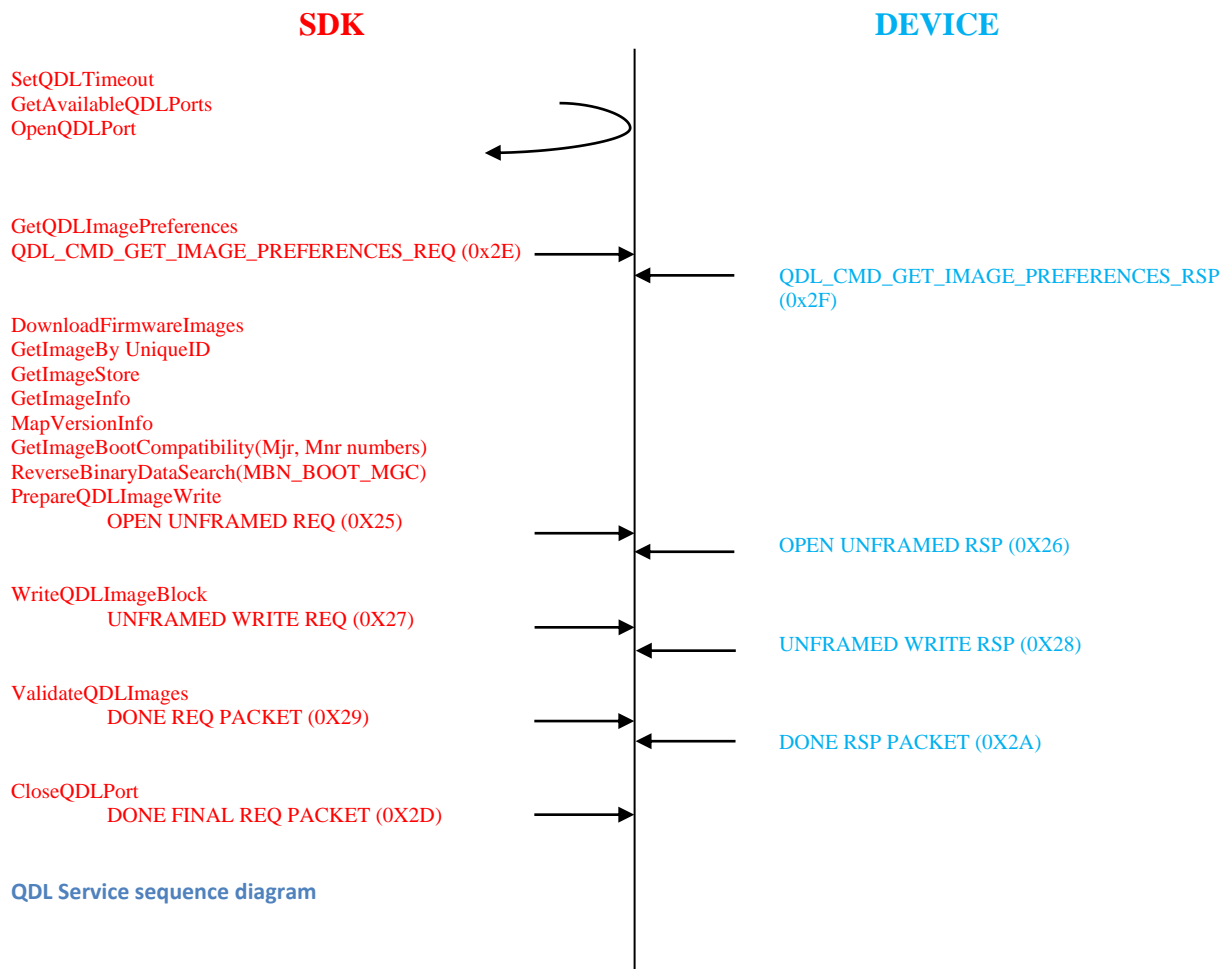 SDK
DEVICE
SetQDLTimeout
GetAvailableQDLPorts
OpenQDLPort
GetQDLImagePreferences
QDL_CMD_GET_IMAGE_PREFERENCES_REQ (0x2E)
QDL_CMD_GET_IMAGE_PREFERENCES_RSP
(0x2F)
DownloadFirmwareImages
GetImageBy UniqueID
GetImageStore
GetImageInfo
MapVersionInfo
GetImageBootCompatibility(Mjr, Mnr numbers)
ReverseBinaryDataSearch(MBN_BOOT_MGC)
PrepareQDLImageWrite
OPEN UNFRAMED REQ (0X25)
OPEN UNFRAMED RSP (0X26)
WriteQDLImageBlock
UNFRAMED WRITE REQ (0X27)
UNFRAMED WRITE RSP (0X28)
ValidateQDLImages
DONE REQ PACKET (0X29)
DONE RSP PACKET (0X2A)
CloseQDLPort
DONE FINAL REQ PACKET (0X2D)
QDL Service sequence diagram